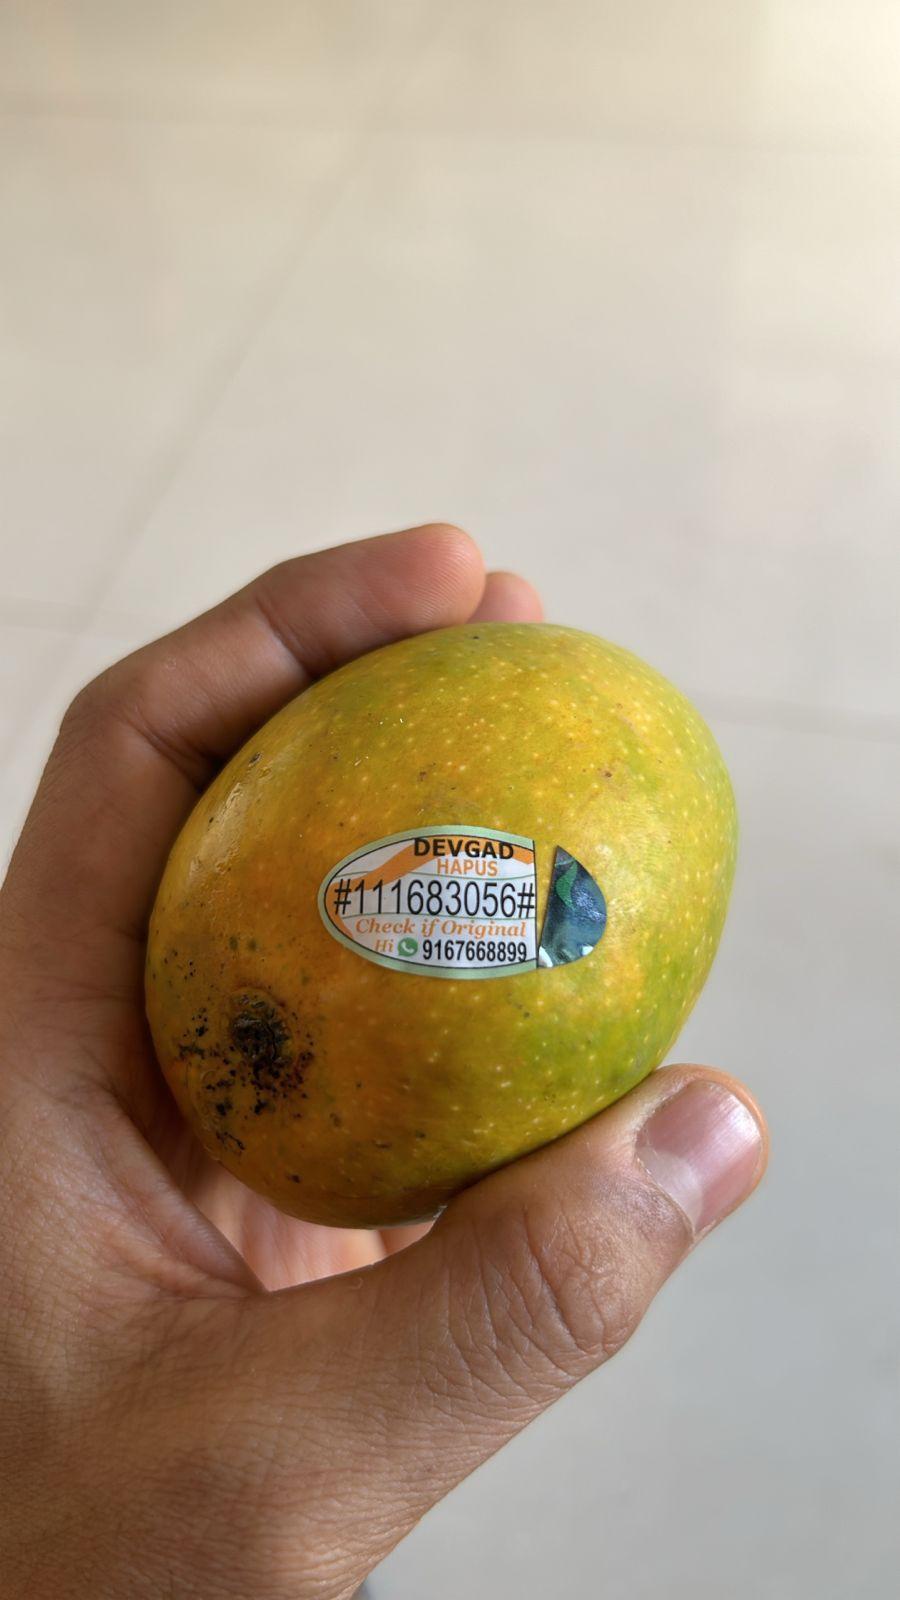 DEVGAD
HAPUS
#111683056#
Check if Original
Hi 9167668899